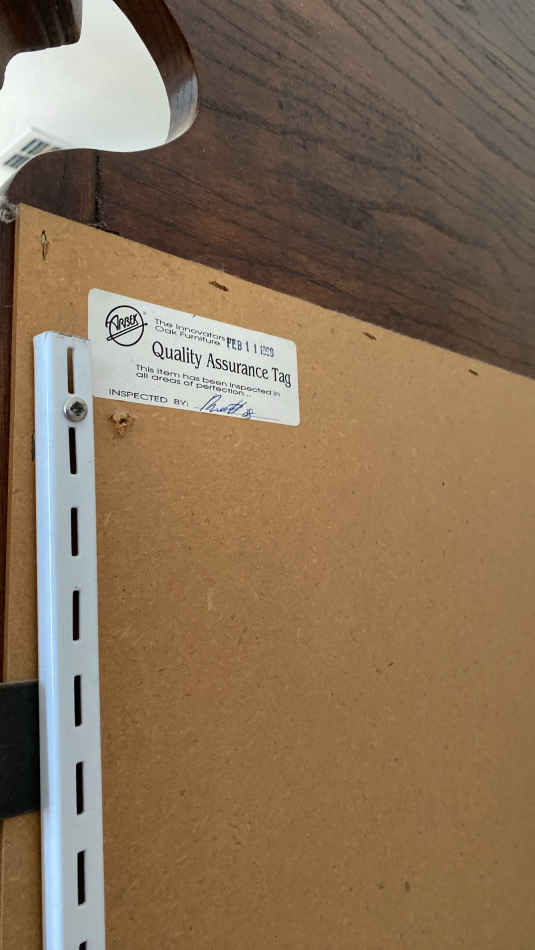 ARBEK
The Innovators
Oak Furniture
FEB 11
Quality Assurance Tag
This item has been inspected in
all areas of perfection...
INSPECTED BY: